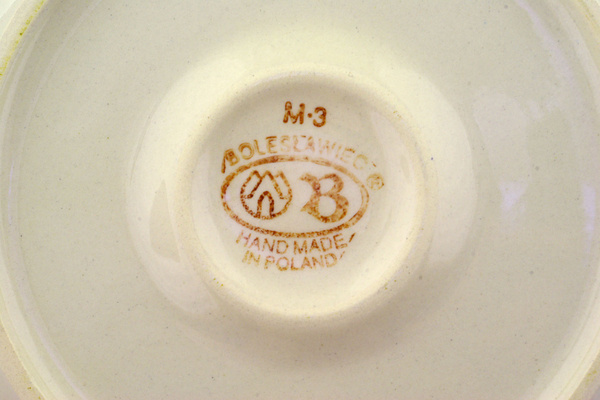 M·3
BOLESŁAWIEC ®
B
HAND MADE
IN POLAND